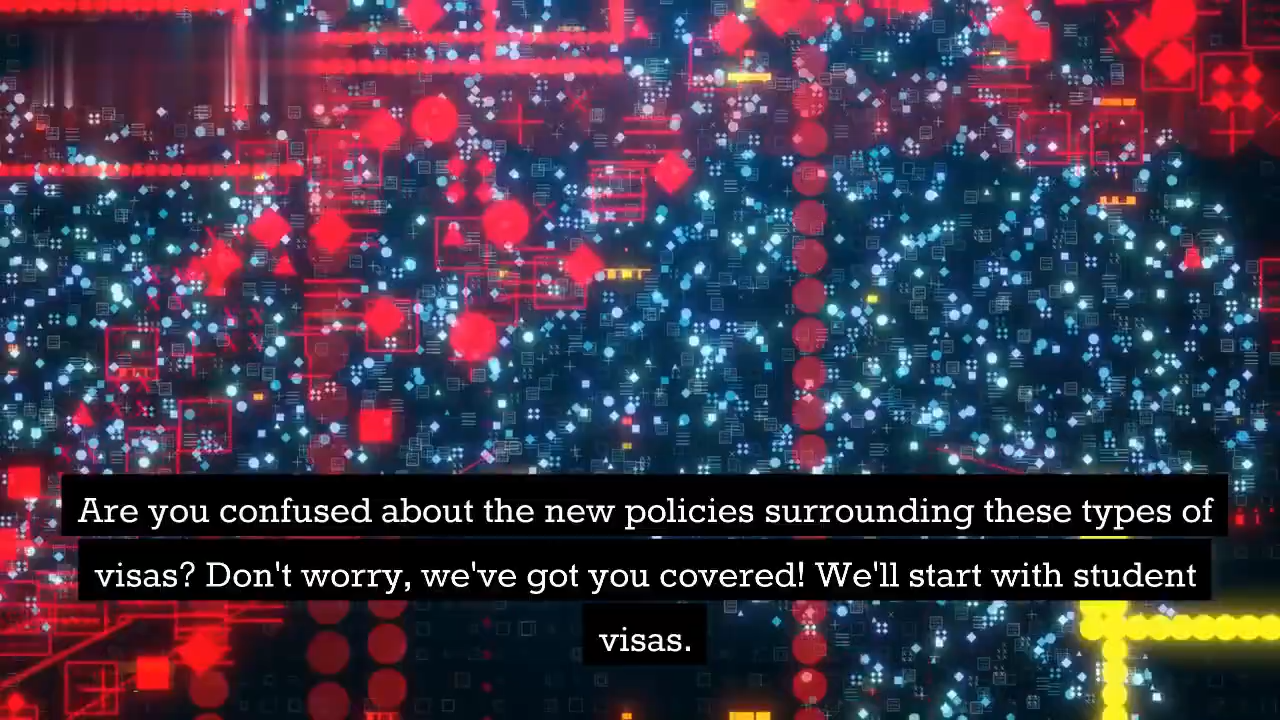 Are you confused about the new policies surrounding these types of
visas? Don't worry, we've got you covered! We'll start with student
visas.